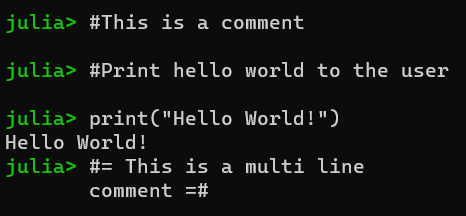 julia> #This is a comment
julia> #Print hello world to the user
julia> print("Hello World!")
Hello World!
julia> #= This is a multi line
comment =#